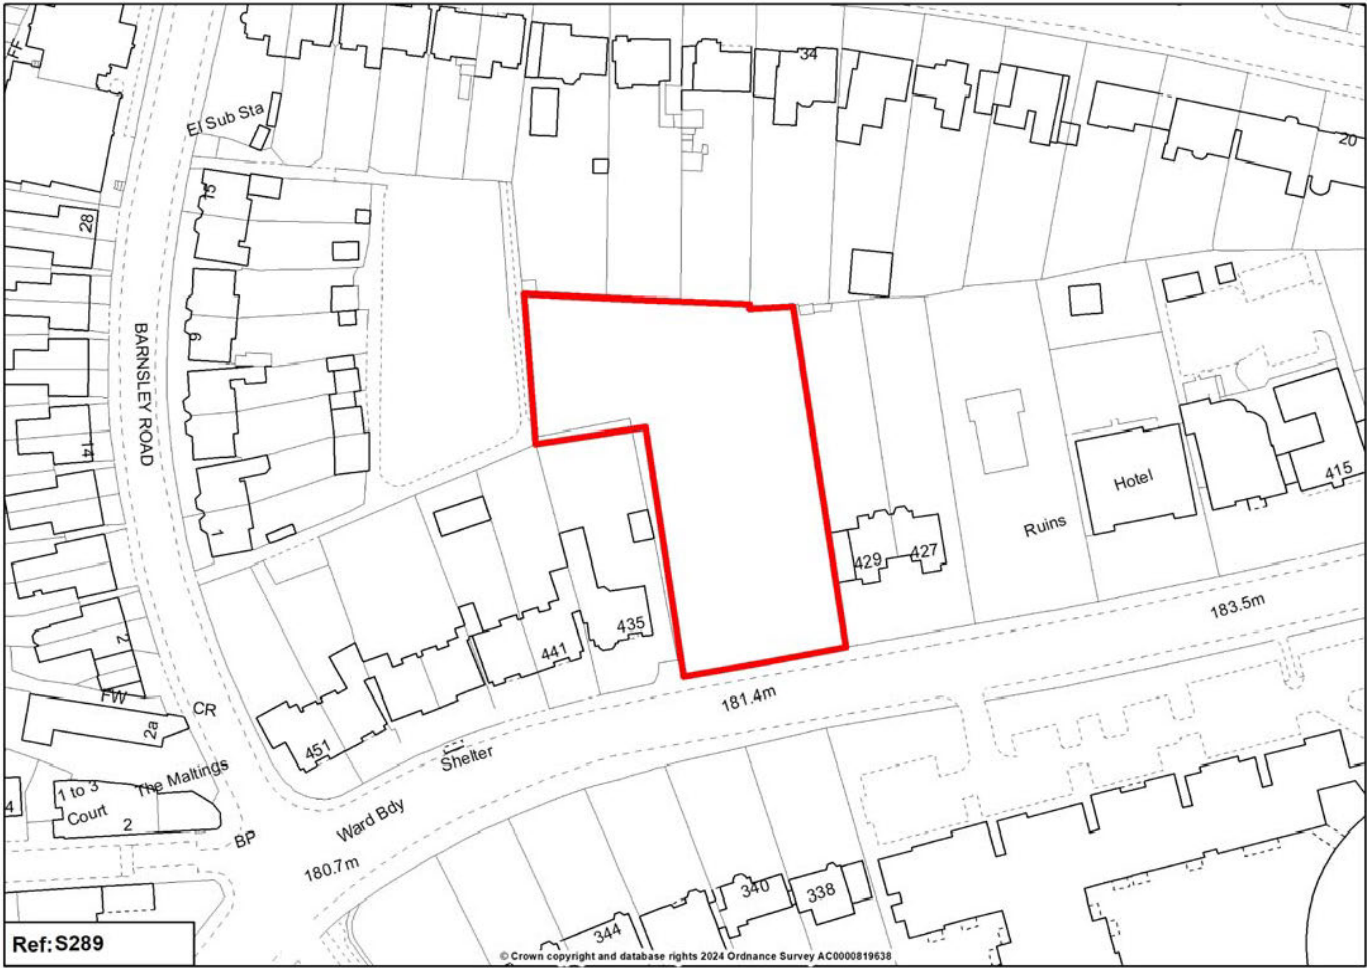 FF
34
El Sub Sta
20
15
28
9
BARNSLEY ROAD
14
1
415
Hotel
Ruins
429
427
183.5m
435
441
2
181.4m
FW
CR
2a
451
Shelter
The Maltings
1 to 3
Court
4
2
Ward Bdy
BP
180.7m
340
338
344
Ref: S289
© Crown copyright and database rights 2024 Ordnance Survey AC0000819638